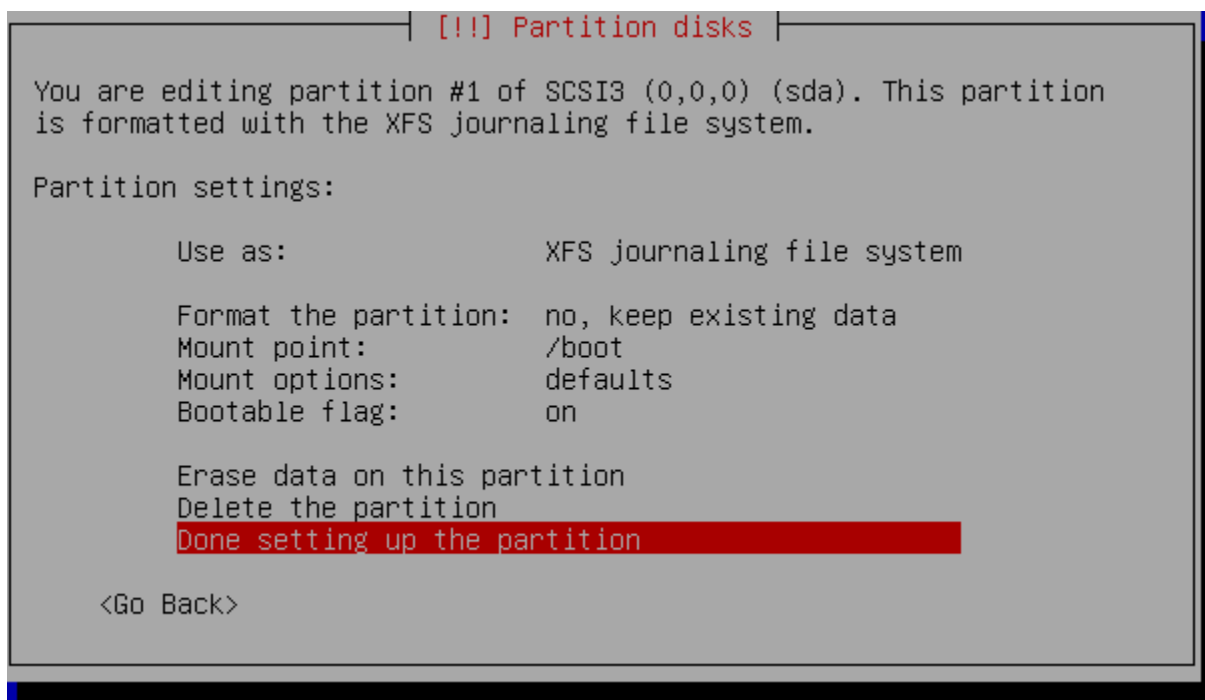 [!!] Partition disks
You are editing partition #1 of SCSI3 (0,0,0) (sda). This partition
is formatted with the XFS journaling file system.
Partition settings:
Use as: XFS journaling file system
Format the partition: no, keep existing data
Mount point: /boot
Mount options: defaults
Bootable flag: on
Erase data on this partition
Delete the partition
Done setting up the partition
<Go Back>